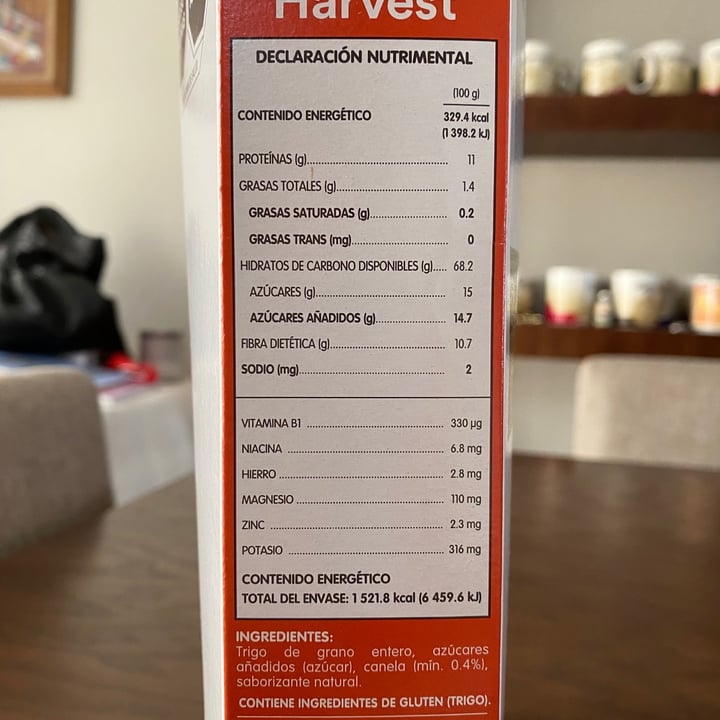 Harvest
DECLARACIÓN NUTRIMENTAL
(100 g)
CONTENIDO ENERGÉTICO 329.4 kcal
(1 398.2 kJ)
PROTEÍNAS (g) 11
GRASAS TOTALES (g) 1.4
GRASAS SATURADAS (g) 0.2
GRASAS TRANS (mg) 0
HIDRATOS DE CARBONO DISPONIBLES (g) 68.2
AZÚCARES (g) 15
AZÚCARES AÑADIDOS (g) 14.7
FIBRA DIETÉTICA (g) 10.7
SODIO (mg) 2
VITAMINA B1 330 µg
NIACINA 6.8 mg
HIERRO 2.8 mg
MAGNESIO 110 mg
ZINC 2.3 mg
POTASIO 316 mg
CONTENIDO ENERGÉTICO
TOTAL DEL ENVASE: 1 521.8 kcal (6 459.6 kJ)
INGREDIENTES:
Trigo de grano entero, azúcares
añadidos (azúcar), canela (mín. 0.4%),
saborizante natural.
CONTIENE INGREDIENTES DE GLUTEN (TRIGO).